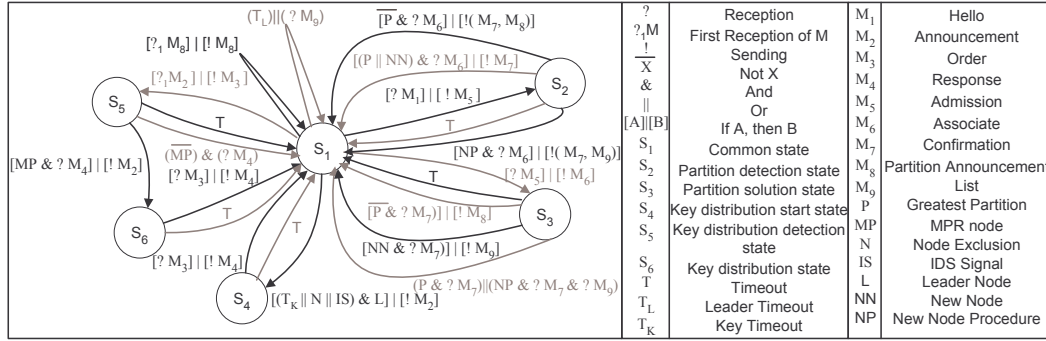 (T_L)||(? M_9)
[P̅ & ? M_6] | [!( M_7, M_8)]
[?_1 M_8] | [! M_8]
[(P || NN) & ? M_6] | [! M_7]
[?_1M_2] | [! M_3]
[? M_1] | [! M_5]
S_2
S_5
T
T
S_1
[MP & ? M_4] | [! M_2]
(M̅P̅) & (? M_4)
[NP & ? M_6] | [!( M_7, M_9)]
[? M_3] | [! M_4]
[? M_5] | [! M_6]
T
T
T
[P̅ & ? M_7)] | [! M_8]
S_3
S_6
[NN & ? M_7)] | [! M_9]
[? M_3] | [! M_4]
(P & ? M_7)||(NP & ? M_7 & ? M_9)
S_4
[(T_K || N || IS) & L] | [! M_2]
? Reception
?_1M First Reception of M
! Sending
X̅ Not X
& And
|| Or
[A]|[B] If A, then B
S_1 Common state
S_2 Partition detection state
S_3 Partition solution state
S_4 Key distribution start state
S_5 Key distribution detection
state
S_6 Key distribution state
T Timeout
T_L Leader Timeout
T_K Key Timeout
M_1 Hello
M_2 Announcement
M_3 Order
M_4 Response
M_5 Admission
M_6 Associate
M_7 Confirmation
M_8 Partition Announcement
M_9 List
P Greatest Partition
MP MPR node
N Node Exclusion
IS IDS Signal
L Leader Node
NN New Node
NP New Node Procedure